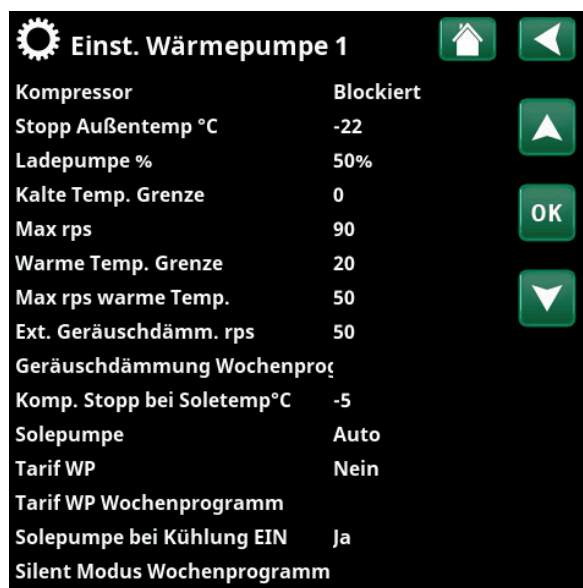 Einst. Wärmepumpe 1
Kompressor Blockiert
Stopp Außentemp °C -22
Ladepumpe % 50%
Kalte Temp. Grenze 0
Max rps 90
OK
Warme Temp. Grenze 20
Max rps warme Temp. 50
Ext. Geräuschdämm. rps 50
Geräuschdämmung Wochenprog
Komp. Stopp bei Soletemp°C -5
Solepumpe Auto
Tarif WP Nein
Tarif WP Wochenprogramm
Solepumpe bei Kühlung EIN Ja
Silent Modus Wochenprogramm